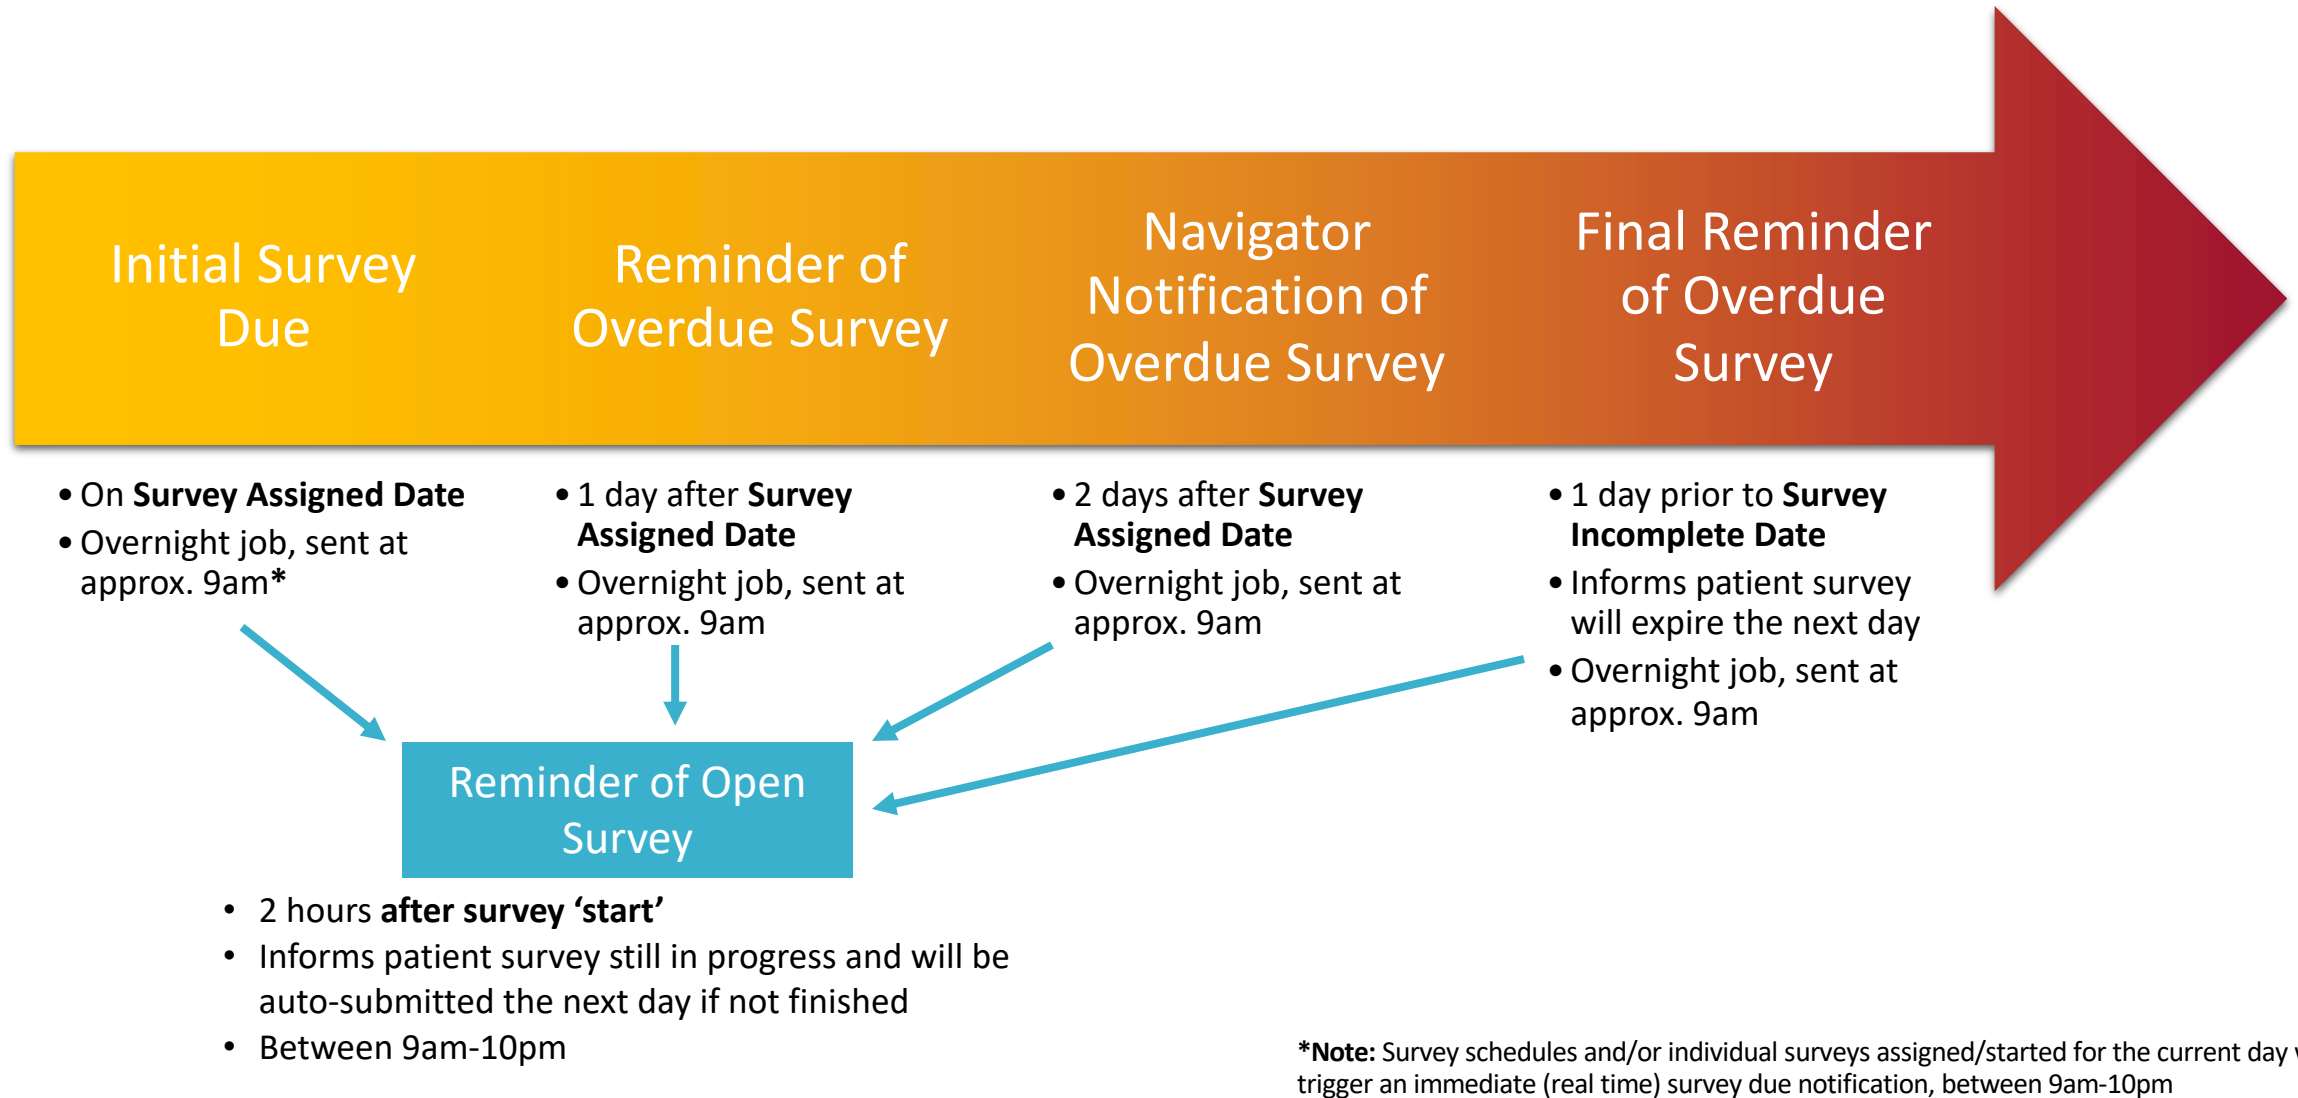 Initial Survey
Due
Reminder of
Overdue Survey
Navigator
Notification of
Overdue Survey
Final Reminder
of Overdue
Survey
• On Survey Assigned Date
• Overnight job, sent at
approx. 9am*
• 1 day after Survey
Assigned Date
• Overnight job, sent at
approx. 9am
• 2 days after Survey
Assigned Date
• Overnight job, sent at
approx. 9am
• 1 day prior to Survey
Incomplete Date
• Informs patient survey
will expire the next day
• Overnight job, sent at
approx. 9am
Reminder of Open
Survey
• 2 hours after survey ‘start’
• Informs patient survey still in progress and will be
auto-submitted the next day if not finished
• Between 9am-10pm
*Note: Survey schedules and/or individual surveys assigned/started for the current day
trigger an immediate (real time) survey due notification, between 9am-10pm